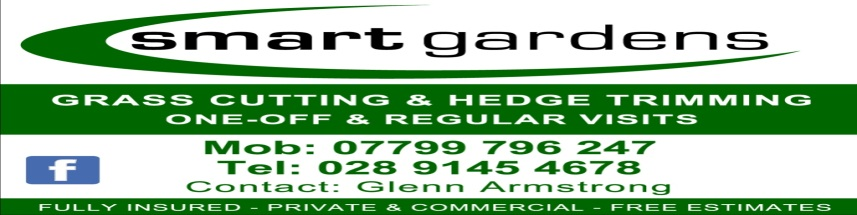 smart gardens
GRASS CUTTING & HEDGE TRIMMING
ONE-OFF & REGULAR VISITS
Mob: 07799 796 247
Tel: 028 9145 4678
f
Contact: Glenn Armstrong
FULLY INSURED - PRIVATE & COMMERCIAL - FREE ESTIMATES